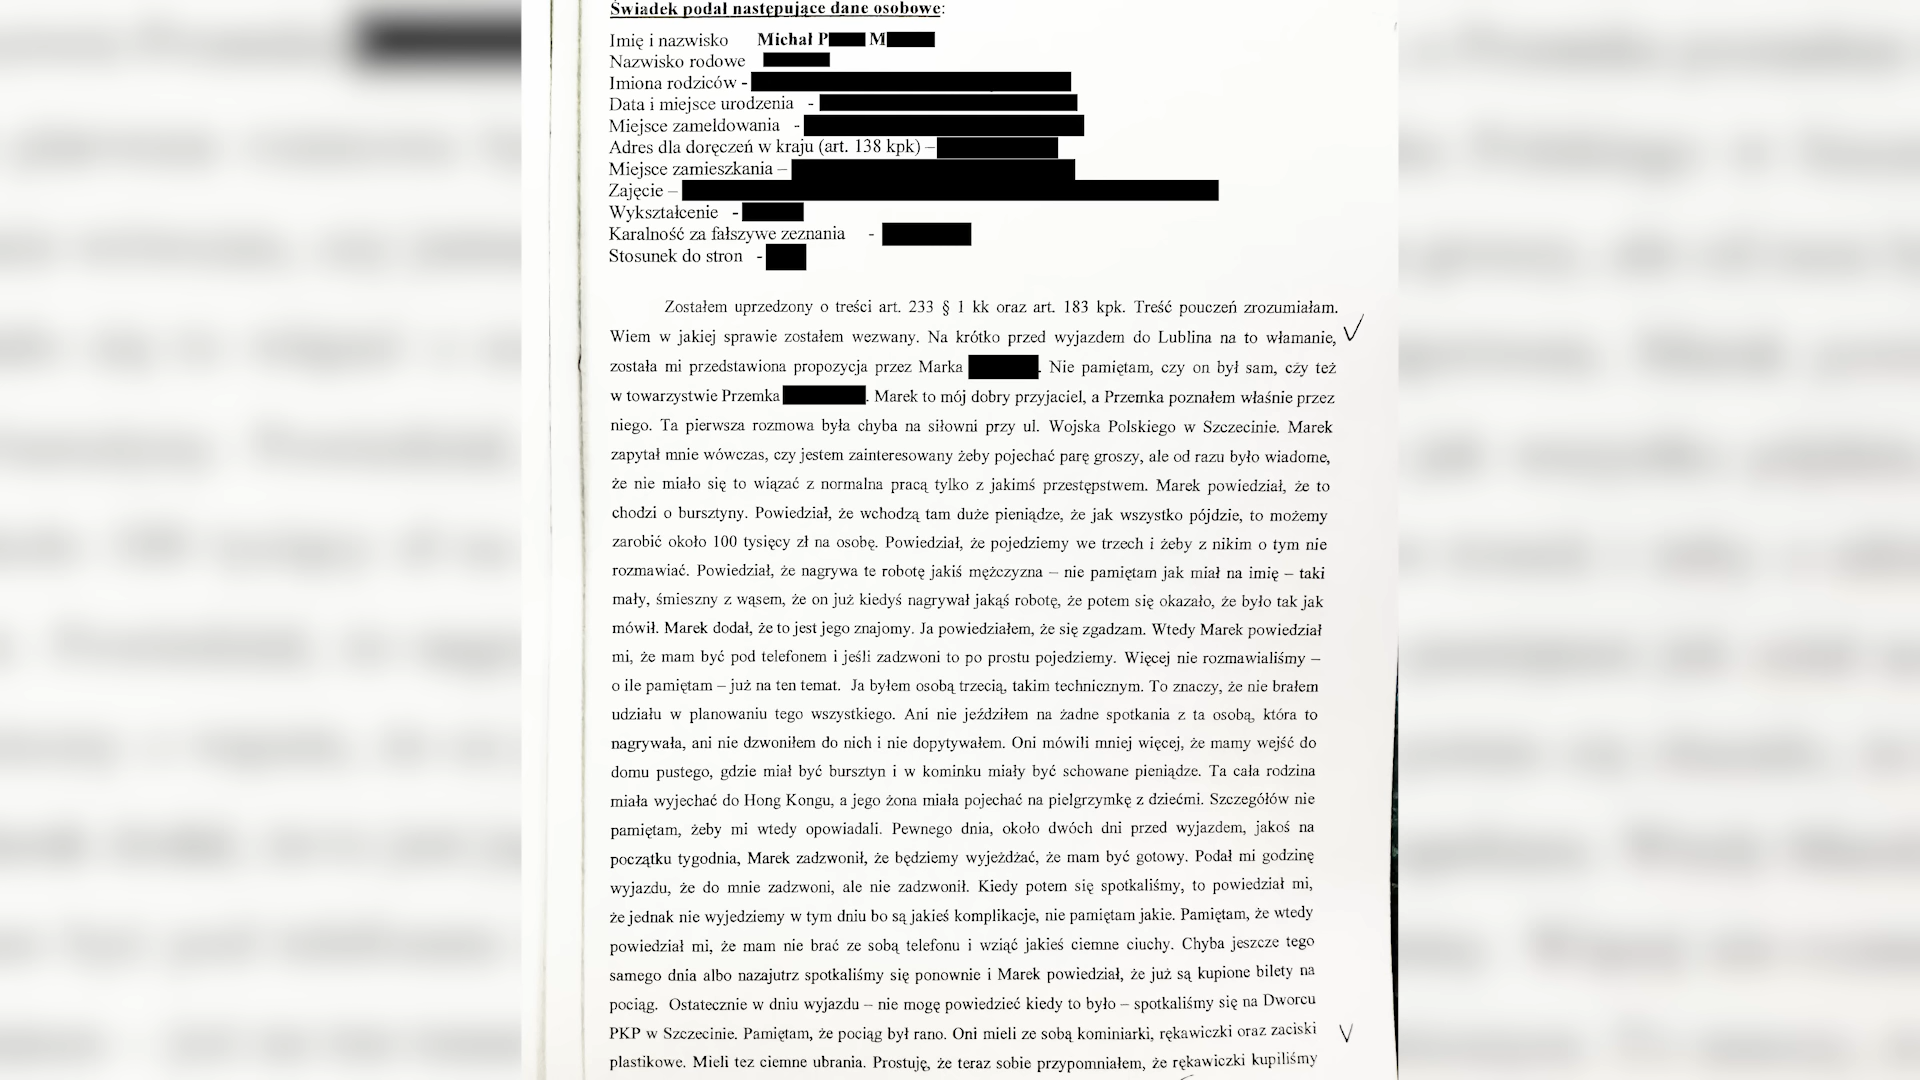 Świadek podał następujące dane osobowe:
Imię i nazwisko Michał P M
Nazwisko rodowe
Imiona rodziców -
Data i miejsce urodzenia -
Miejsce zameldowania -
Adres dla doręczeń w kraju (art. 138 kpk) –
Miejsce zamieszkania –
Zajęcie –
Wykształcenie -
Karalność za fałszywe zeznania -
Stosunek do stron -
Zostałem uprzedzony o treści art. 233 § 1 kk oraz art. 183 kpk. Treść pouczeń zrozumiałam.
Wiem w jakiej sprawie zostałem wezwany. Na krótko przed wyjazdem do Lublina na to włamanie,
została mi przedstawiona propozycja przez Marka . Nie pamiętam, czy on był sam, czy też
w towarzystwie Przemka . Marek to mój dobry przyjaciel, a Przemka poznałem właśnie przez
niego. Ta pierwsza rozmowa była chyba na siłowni przy ul. Wojska Polskiego w Szczecinie. Marek
zapytał mnie wówczas, czy jestem zainteresowany żeby pojechać parę groszy, ale od razu było wiadome,
że nie miało się to wiązać z normalna pracą tylko z jakimś przestępstwem. Marek powiedział, że to
chodzi o bursztyny. Powiedział, że wchodzą tam duże pieniądze, że jak wszystko pójdzie, to możemy
zarobić około 100 tysięcy zł na osobę. Powiedział, że pojedziemy we trzech i żeby z nikim o tym nie
rozmawiać. Powiedział, że nagrywa te robotę jakiś mężczyzna – nie pamiętam jak miał na imię – taki
mały, śmieszny z wąsem, że on już kiedyś nagrywał jakąś robotę, że potem się okazało, że było tak jak
mówił. Marek dodał, że to jest jego znajomy. Ja powiedziałem, że się zgadzam. Wtedy Marek powiedział
mi, że mam być pod telefonem i jeśli zadzwoni to po prostu pojedziemy. Więcej nie rozmawialiśmy –
o ile pamiętam – już na ten temat. Ja byłem osobą trzecią, takim technicznym. To znaczy, że nie brałem
udziału w planowaniu tego wszystkiego. Ani nie jeździłem na żadne spotkania z ta osobą, która to
nagrywała, ani nie dzwoniłem do nich i nie dopytywałem. Oni mówili mniej więcej, że mamy wejść do
domu pustego, gdzie miał być bursztyn i w kominku miały być schowane pieniądze. Ta cała rodzina
miała wyjechać do Hong Kongu, a jego żona miała pojechać na pielgrzymkę z dziećmi. Szczegółów nie
pamiętam, żeby mi wtedy opowiadali. Pewnego dnia, około dwóch dni przed wyjazdem, jakoś na
początku tygodnia, Marek zadzwonił, że będziemy wyjeżdżać, że mam być gotowy. Podał mi godzinę
wyjazdu, że do mnie zadzwoni, ale nie zadzwonił. Kiedy potem się spotkaliśmy, to powiedział mi,
że jednak nie wyjedziemy w tym dniu bo są jakieś komplikacje, nie pamiętam jakie. Pamiętam, że wtedy
powiedział mi, że mam nie brać ze sobą telefonu i wziąć jakieś ciemne ciuchy. Chyba jeszcze tego
samego dnia albo nazajutrz spotkaliśmy się ponownie i Marek powiedział, że już są kupione bilety na
pociąg. Ostatecznie w dniu wyjazdu – nie mogę powiedzieć kiedy to było – spotkaliśmy się na Dworcu
PKP w Szczecinie. Pamiętam, że pociąg był rano. Oni mieli ze sobą kominiarki, rękawiczki oraz zaciski
plastikowe. Mieli tez ciemne ubrania. Prostuję, że teraz sobie przypomniałem, że rękawiczki kupiliśmy